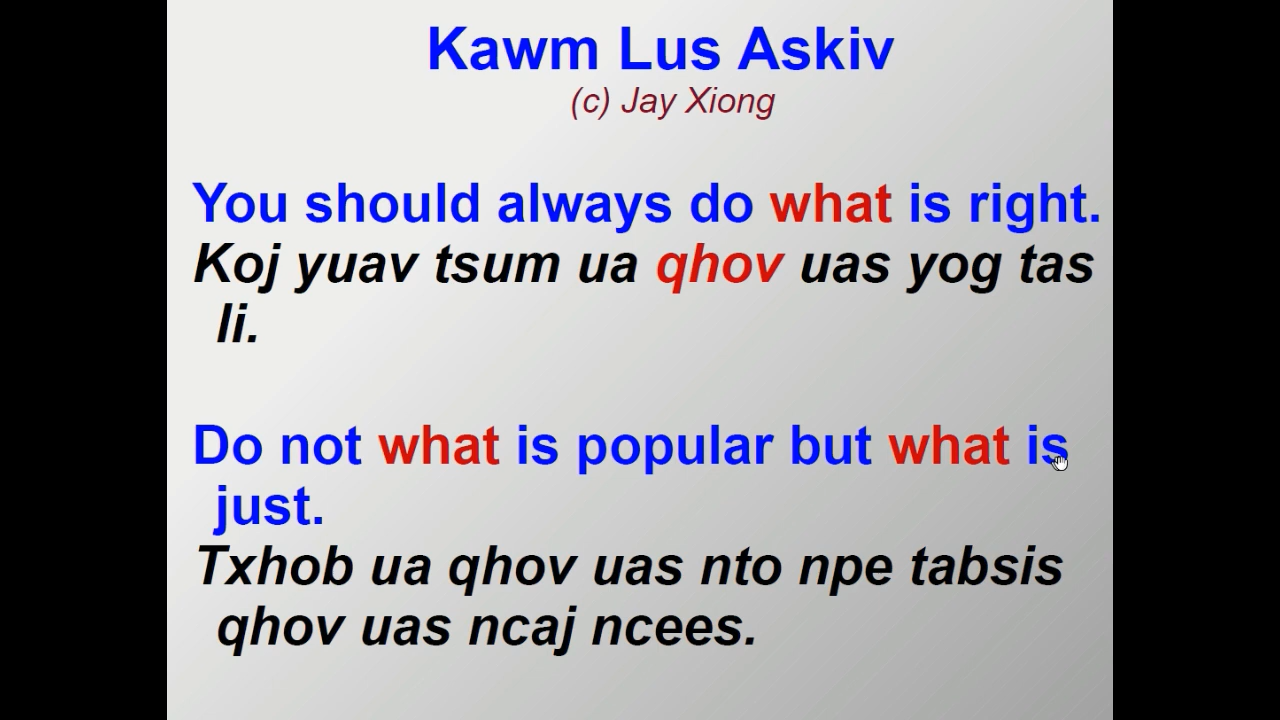 Kawm Lus Askiv
(c) Jay Xiong
You should always do what is right.
Koj yuav tsum ua qhov uas yog tas
li.
Do not what is popular but what is
just.
Txhob ua qhov uas nto npe tabsis
qhov uas ncaj ncees.